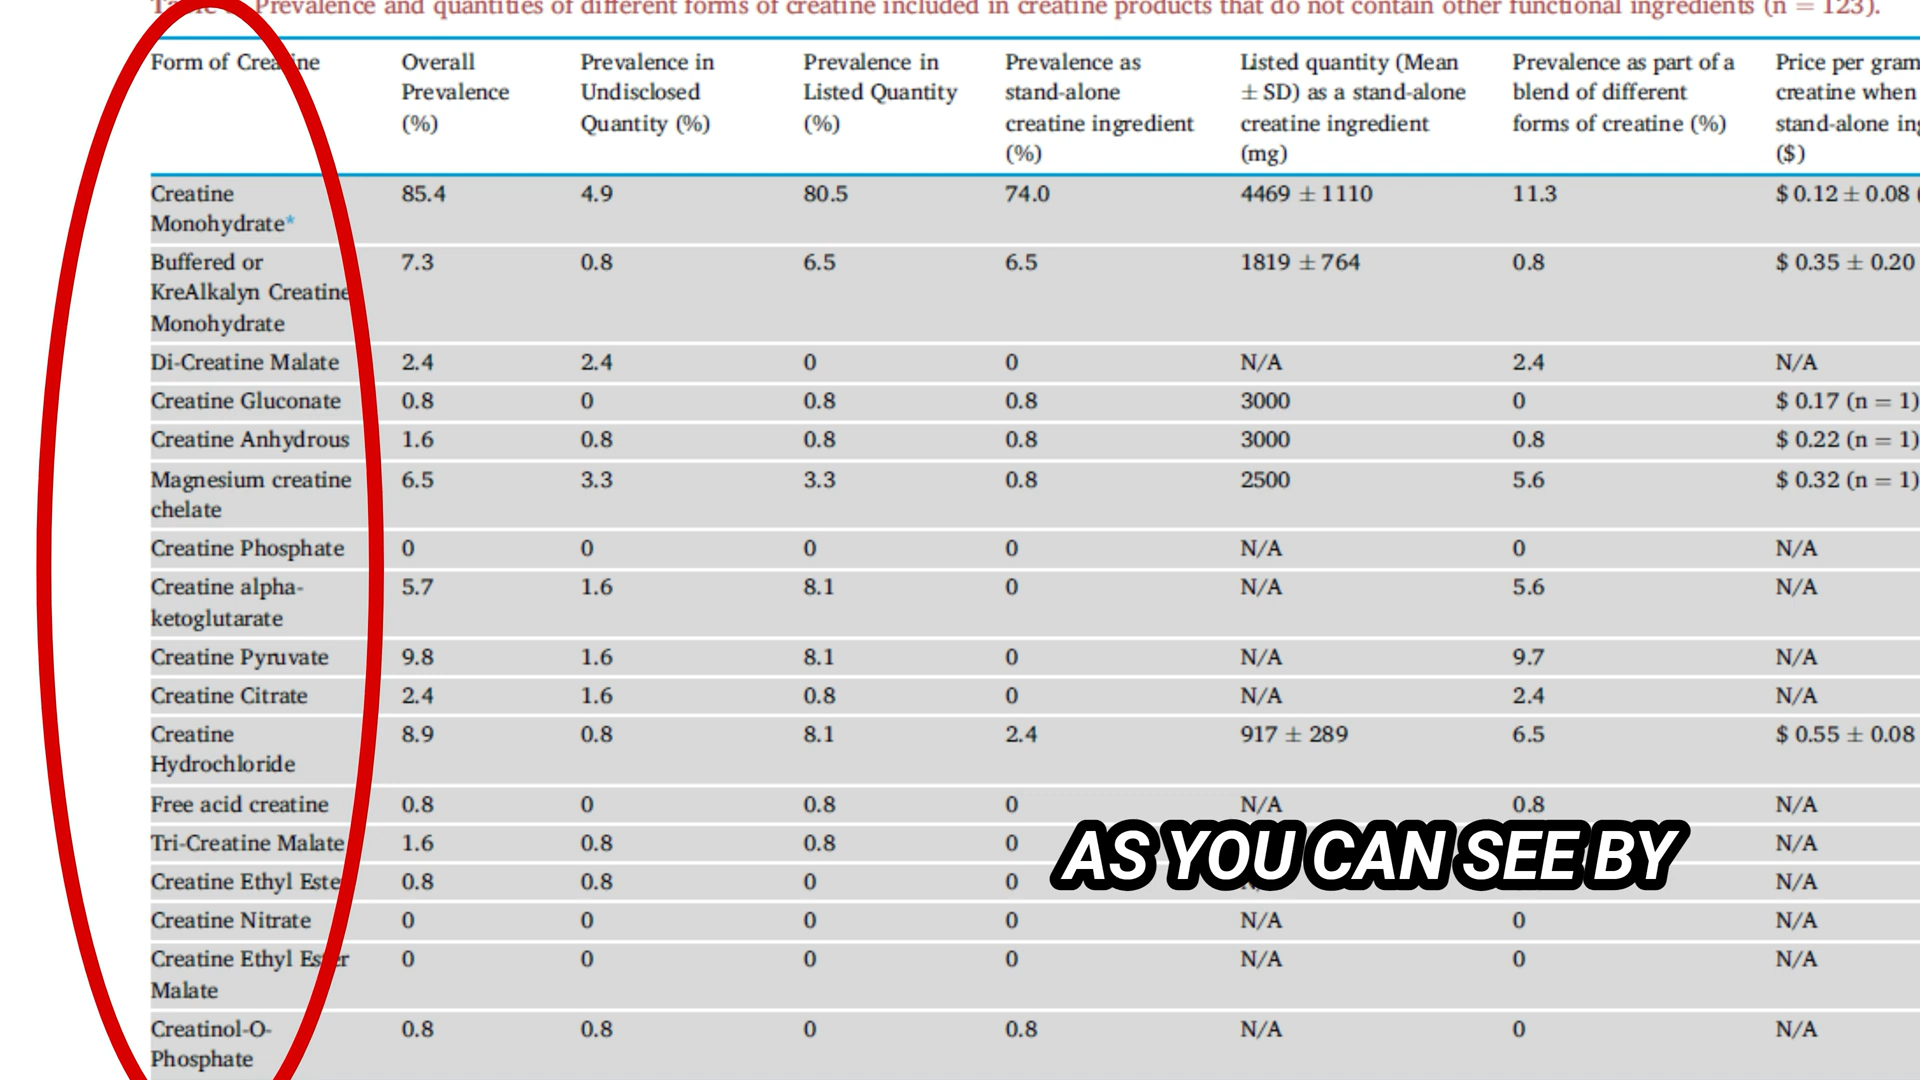 Prevalence and quantities of different forms of creatine included in creatine products that do not contain other functional ingredients (n = 123).
Form of Creatine | Overall Prevalence (%) | Prevalence in Undisclosed Quantity (%) | Prevalence in Listed Quantity (%) | Prevalence as stand-alone creatine ingredient (%) | Listed quantity (Mean ± SD) as a stand-alone creatine ingredient (mg) | Prevalence as part of a blend of different forms of creatine (%) | Price per gram creatine when stand-alone ($)
Creatine Monohydrate* 85.4 4.9 80.5 74.0 4469 ± 1110 11.3 $ 0.12 ± 0.08
Buffered or KreAlkalyn Creatine Monohydrate 7.3 0.8 6.5 6.5 1819 ± 764 0.8 $ 0.35 ± 0.20
Di-Creatine Malate 2.4 2.4 0 0 N/A 2.4 N/A
Creatine Gluconate 0.8 0 0.8 0.8 3000 0 $ 0.17 (n = 1)
Creatine Anhydrous 1.6 0.8 0.8 0.8 3000 0.8 $ 0.22 (n = 1)
Magnesium creatine chelate 6.5 3.3 3.3 0.8 2500 5.6 $ 0.32 (n = 1)
Creatine Phosphate 0 0 0 0 N/A 0 N/A
Creatine alpha-ketoglutarate 5.7 1.6 8.1 0 N/A 5.6 N/A
Creatine Pyruvate 9.8 1.6 8.1 0 N/A 9.7 N/A
Creatine Citrate 2.4 1.6 0.8 0 N/A 2.4 N/A
Creatine Hydrochloride 8.9 0.8 8.1 2.4 917 ± 289 6.5 $ 0.55 ± 0.08
Free acid creatine 0.8 0 0.8 0 N/A 0.8 N/A
Tri-Creatine Malate 1.6 0.8 0.8 0 N/A
Creatine Ethyl Ester 0.8 0.8 0 0 N/A
Creatine Nitrate 0 0 0 0 N/A 0 N/A
Creatine Ethyl Ester Malate 0 0 0 0 N/A 0 N/A
Creatinol-O-Phosphate 0.8 0.8 0 0.8 N/A 0 N/A
AS YOU CAN SEE BY